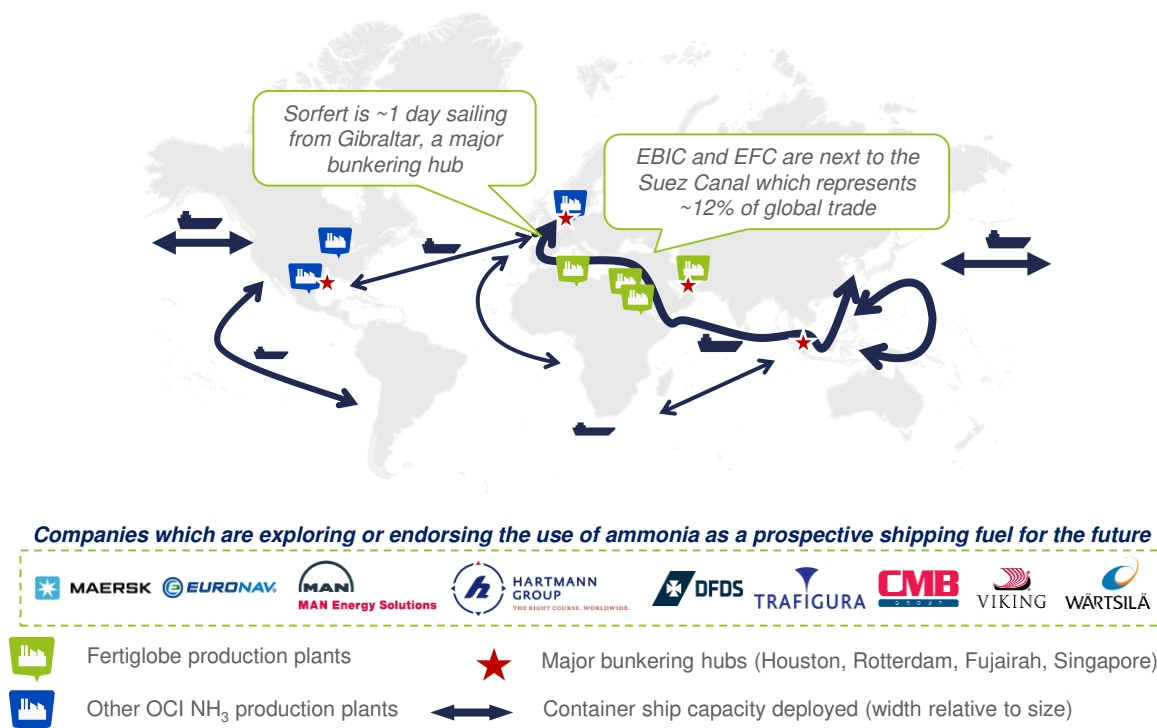 Sorfert is ~1 day sailing
from Gibraltar, a major
bunkering hub
EBIC and EFC are next to the
Suez Canal which represents
~12% of global trade
Companies which are exploring or endorsing the use of ammonia as a prospective shipping fuel for the future
MAERSK
EURONAV
MAN
MAN Energy Solutions
h
HARTMANN
GROUP
THE RIGHT COURSE. WORLDWIDE.
DFDS
TRAFIGURA
CMB
GROUP
VIKING
WÄRTSILÄ
Fertiglobe production plants
Major bunkering hubs (Houston, Rotterdam, Fujairah, Singapore)
Other OCI NH₃ production plants
Container ship capacity deployed (width relative to size)